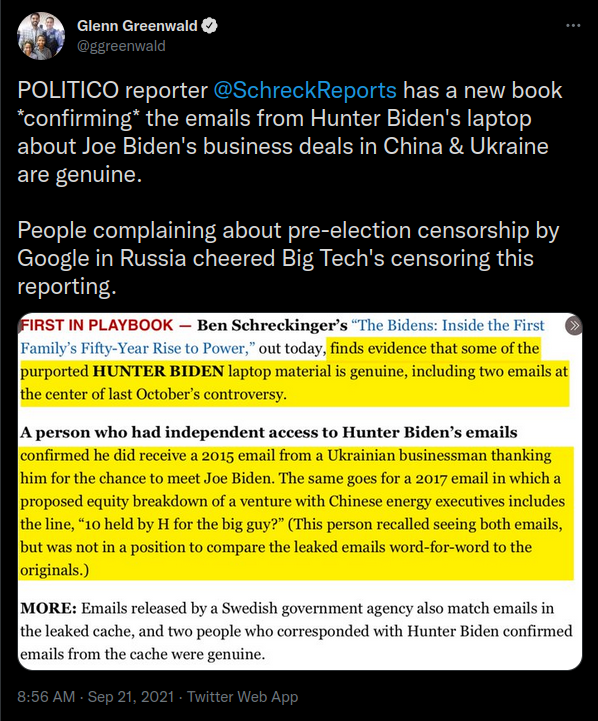 Glenn Greenwald
@ggreenwald
POLITICO reporter @SchreckReports has a new book
*confirming* the emails from Hunter Biden's laptop
about Joe Biden's business deals in China & Ukraine
are genuine.
People complaining about pre-election censorship by
Google in Russia cheered Big Tech's censoring this
reporting.
FIRST IN PLAYBOOK — Ben Schreckinger’s “The Bidens: Inside the First
Family’s Fifty-Year Rise to Power,” out today, finds evidence that some of the
purported HUNTER BIDEN laptop material is genuine, including two emails at
the center of last October’s controversy.
A person who had independent access to Hunter Biden’s emails
confirmed he did receive a 2015 email from a Ukrainian businessman thanking
him for the chance to meet Joe Biden. The same goes for a 2017 email in which a
proposed equity breakdown of a venture with Chinese energy executives includes
the line, “10 held by H for the big guy?” (This person recalled seeing both emails,
but was not in a position to compare the leaked emails word-for-word to the
originals.)
MORE: Emails released by a Swedish government agency also match emails in
the leaked cache, and two people who corresponded with Hunter Biden confirmed
emails from the cache were genuine.
8:56 AM · Sep 21, 2021 · Twitter Web App